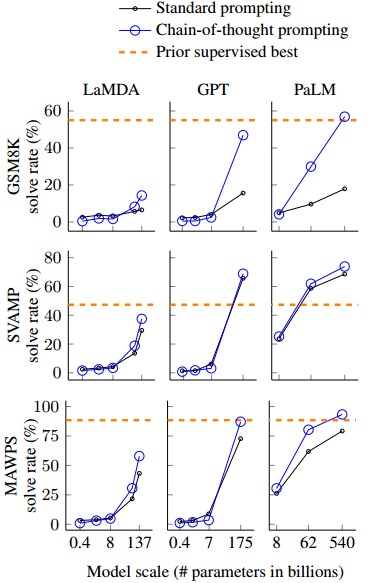 Standard prompting
Chain-of-thought prompting
Prior supervised best
LaMDA GPT PaLM
GSM8K
solve rate (%)
60
40
20
0
SVAMP
solve rate (%)
80
60
40
20
0
MAWPS
solve rate (%)
100
75
50
25
0
0.4 8 137 0.4 7 175 8 62 540
Model scale (# parameters in billions)